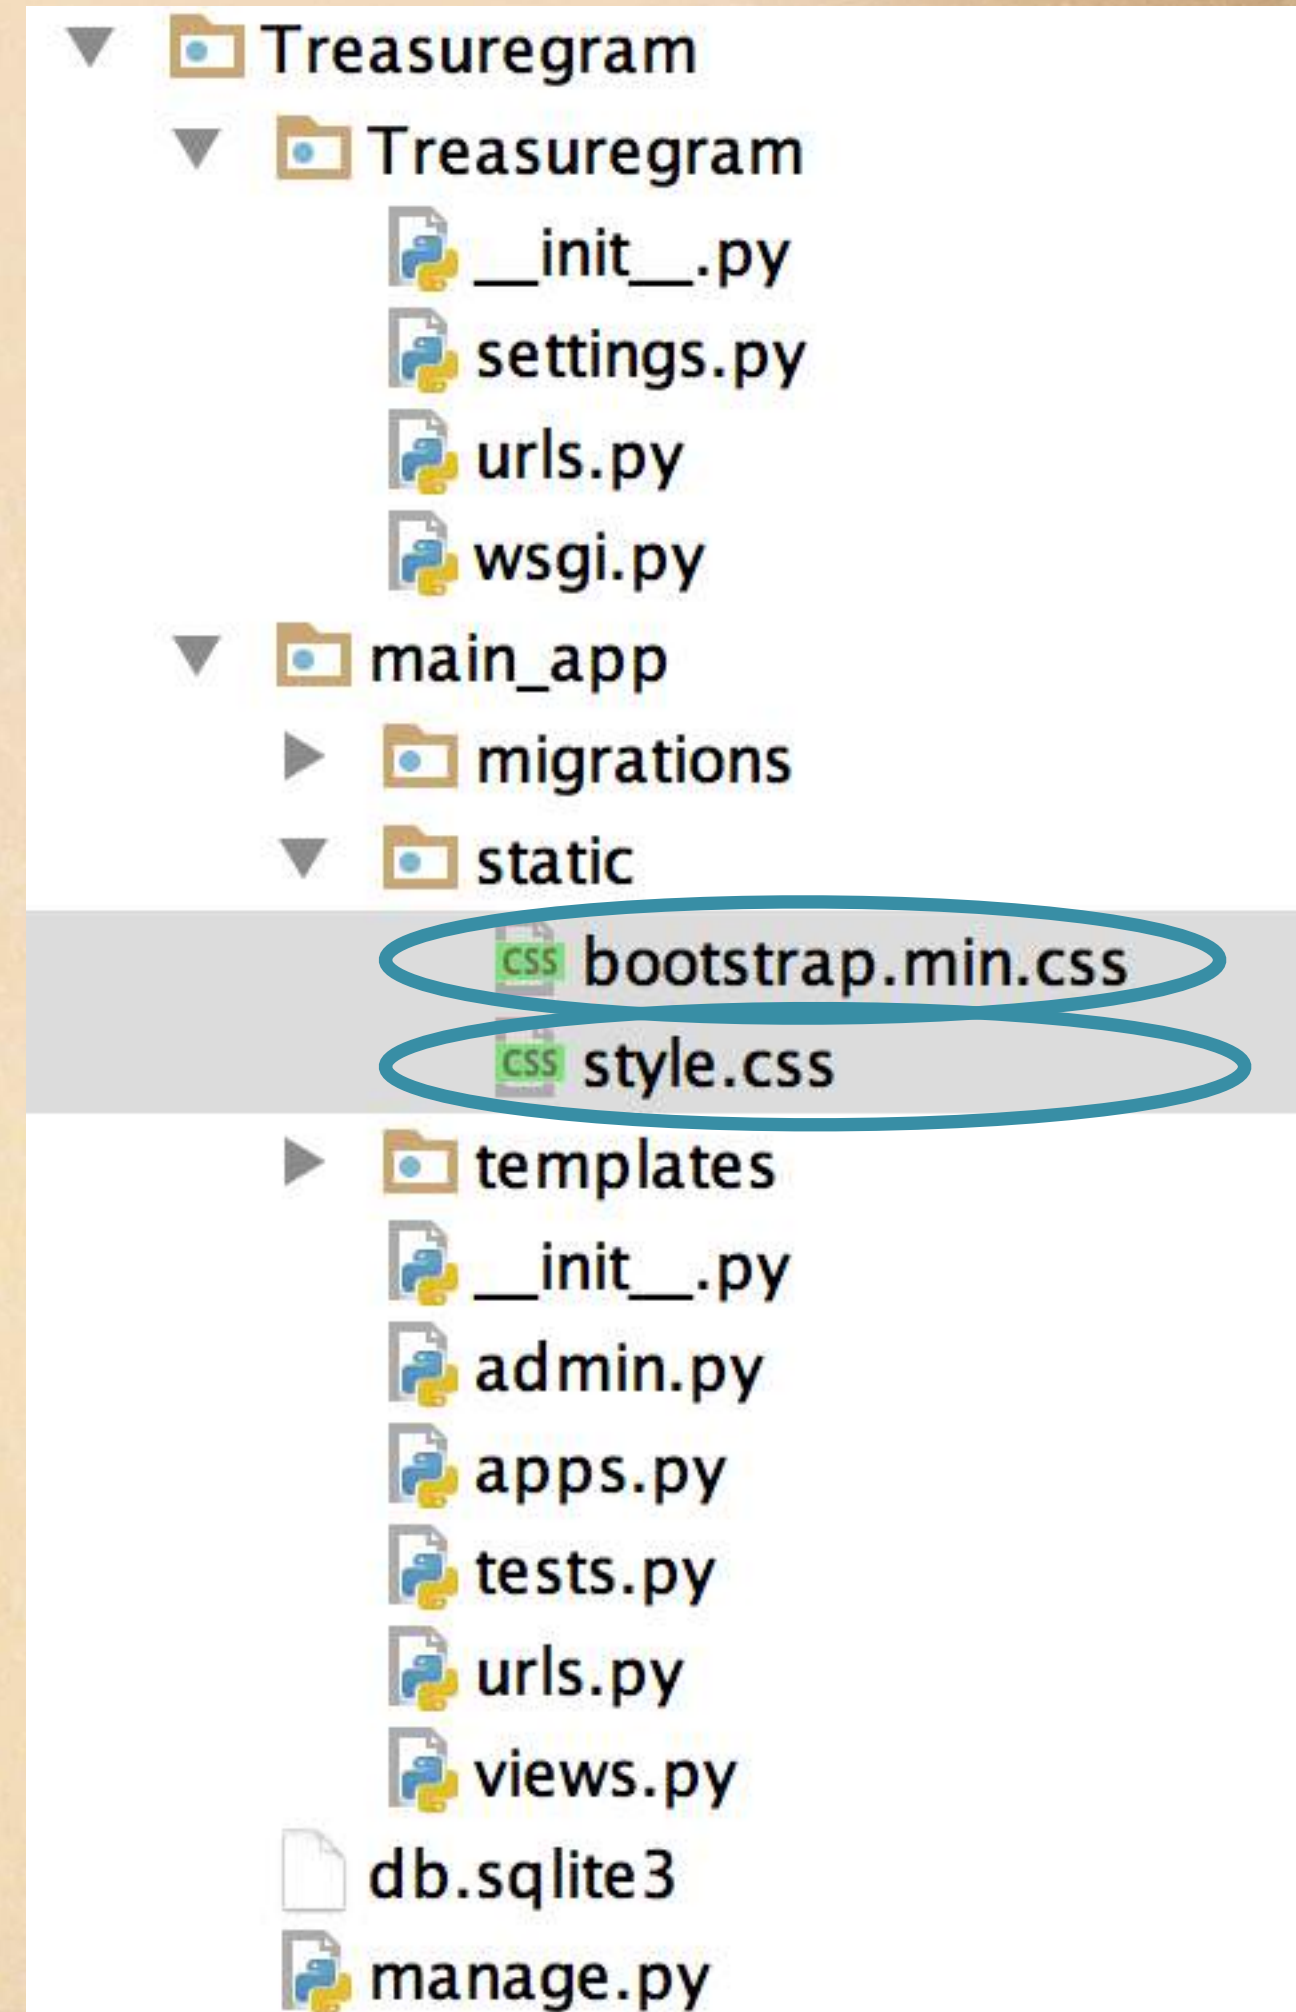 Treasuregram
Treasuregram
__init__.py
settings.py
urls.py
wsgi.py
main_app
migrations
static
CSS bootstrap.min.css
CSS style.css
templates
__init__.py
admin.py
apps.py
tests.py
urls.py
views.py
db.sqlite3
manage.py